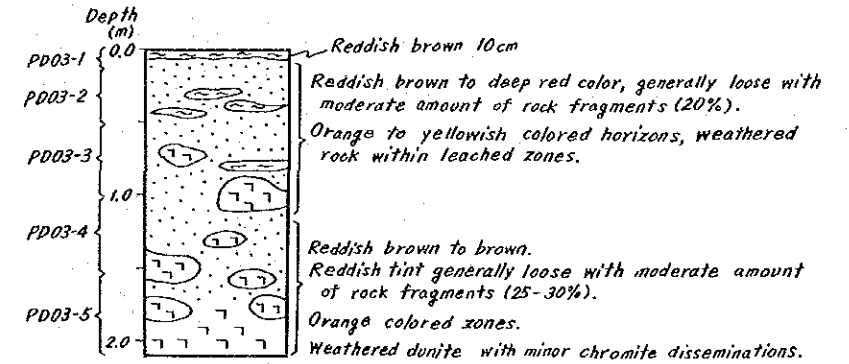 Depth
(m)
0.0
Reddish brown 10cm
PD03-1
Reddish brown to deep red color, generally loose with
moderate amount of rock fragments (20%).
PD03-2
Orange to yellowish colored horizons, weathered
rock within leached zones.
PD03-3
1.0
PD03-4
Reddish brown to brown.
Reddish tint generally loose with moderate amount
of rock fragments (25-30%).
PD03-5
Orange colored zones.
2.0
Weathered dunite with minor chromite disseminations.